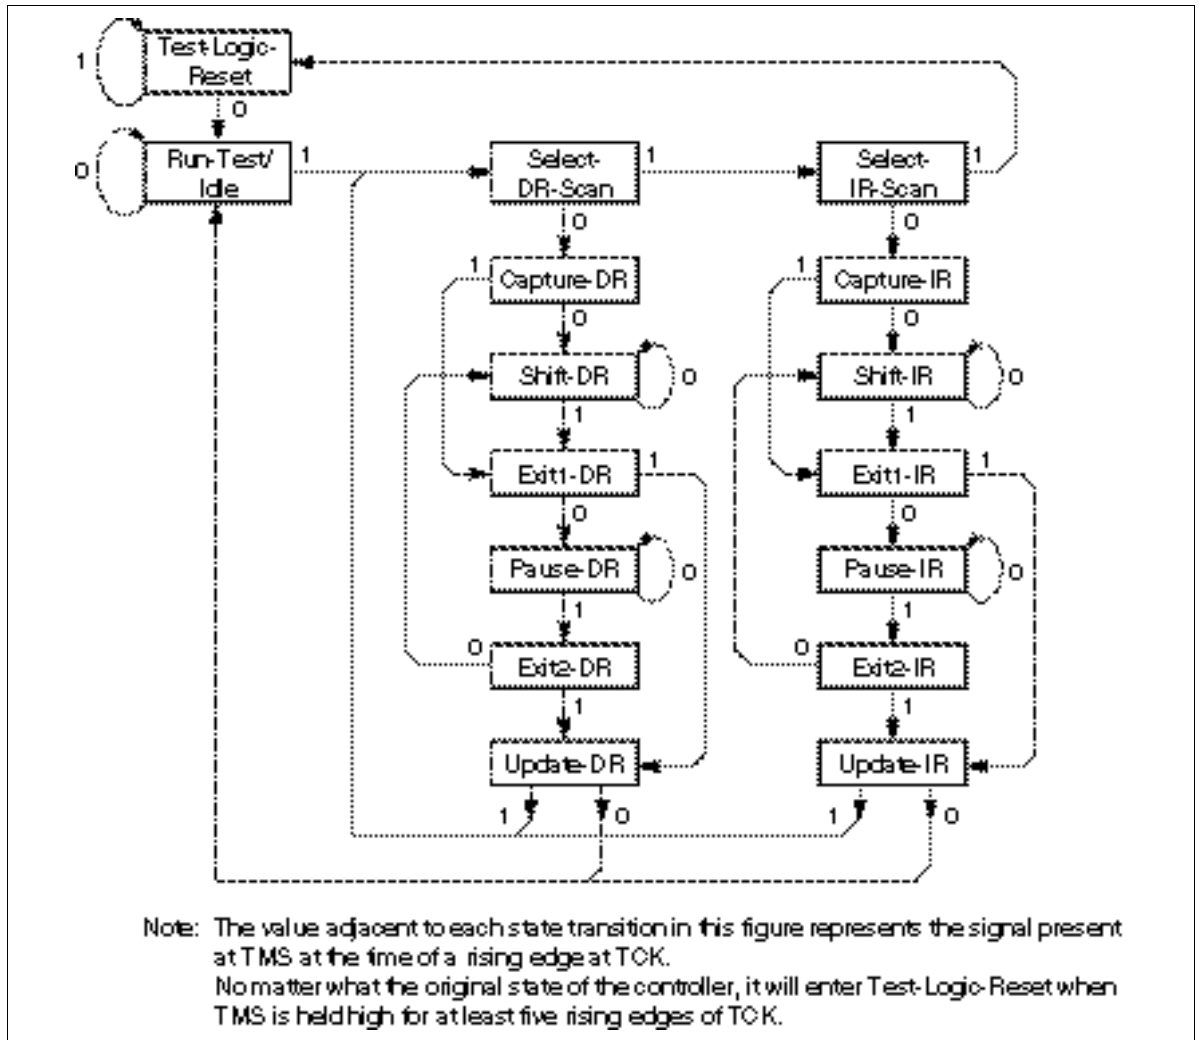 Test-Logic-
Reset
1
0
Run-Test/
Idle
0
1
Select-
DR-Scan
1
Select-
IR-Scan
1
0
0
Capture-DR
1
Capture-IR
1
0
0
Shift-DR
0
Shift-IR
0
1
1
Exit1-DR
1
Exit1-IR
1
0
0
Pause-DR
0
Pause-IR
0
1
1
Exit2-DR
0
Exit2-IR
0
1
1
Update-DR
Update-IR
1
0
1
0
Note: The value adjacent to each state transition in this figure represents the signal present
at TMS at the time of a rising edge at TCK.
No matter what the original state of the controller, it will enter Test-Logic-Reset when
TMS is held high for at least five rising edges of TCK.